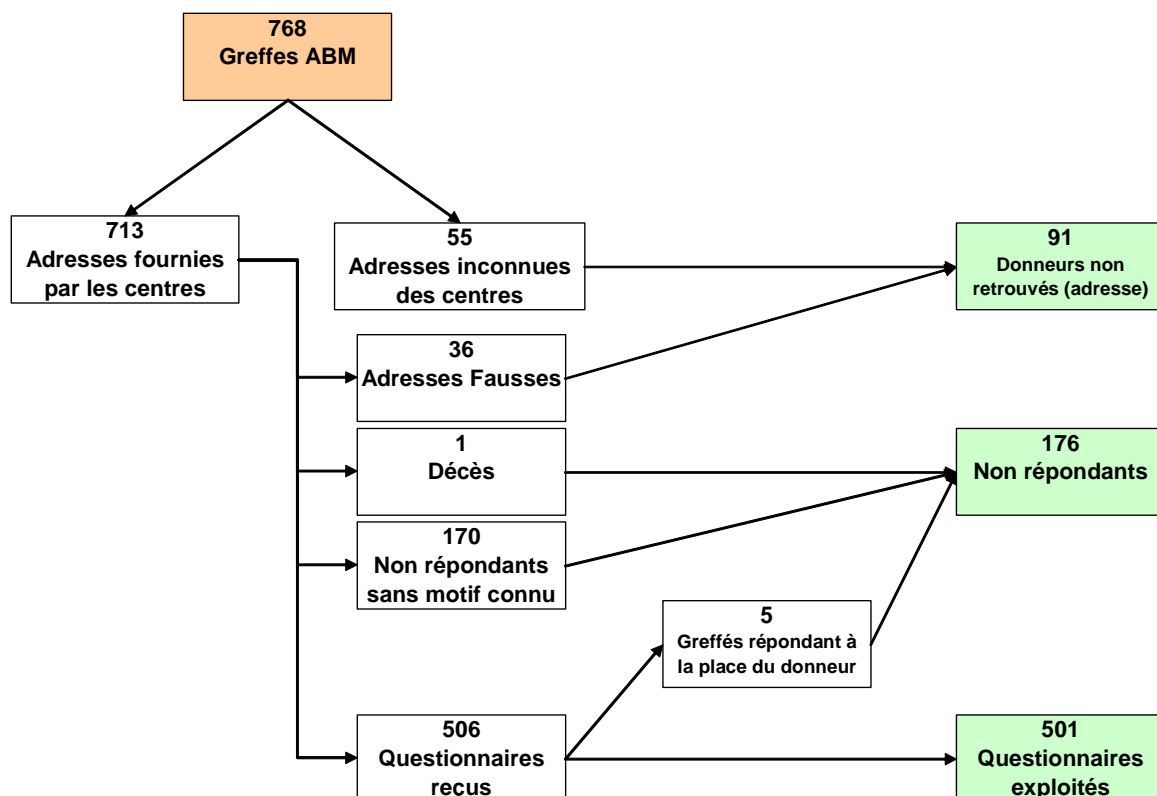 768
Greffes ABM
713
Adresses fournies
par les centres
55
Adresses inconnues
des centres
91
Donneurs non
retrouvés (adresse)
36
Adresses Fausses
1
Décès
176
Non répondants
170
Non répondants
sans motif connu
5
Greffés répondant à
la place du donneur
506
Questionnaires
reçus
501
Questionnaires
exploités